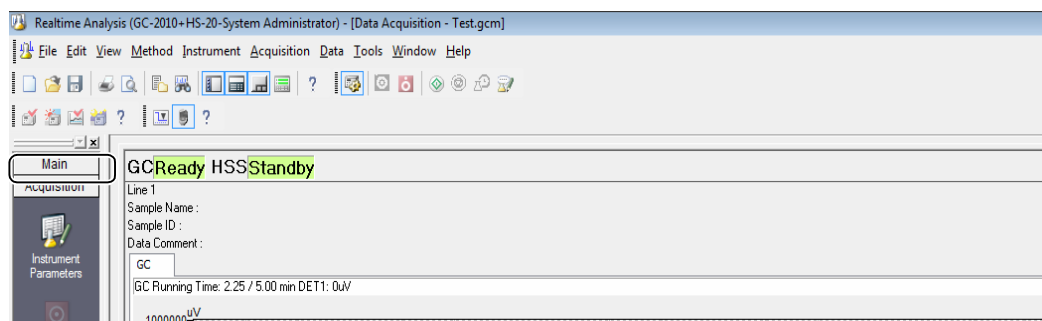 Realtime Analysis (GC-2010+HS-20-System Administrator) - [Data Acquisition - Test.gcm]
File Edit View Method Instrument Acquisition Data Tools Window Help
?
? ?
Main
GC Ready HSS Standby
Acquisition
Line 1
Sample Name :
Sample ID :
Data Comment :
GC
Instrument
Parameters
GC Running Time: 2.25 / 5.00 min DET1: 0uV
1000000 uV